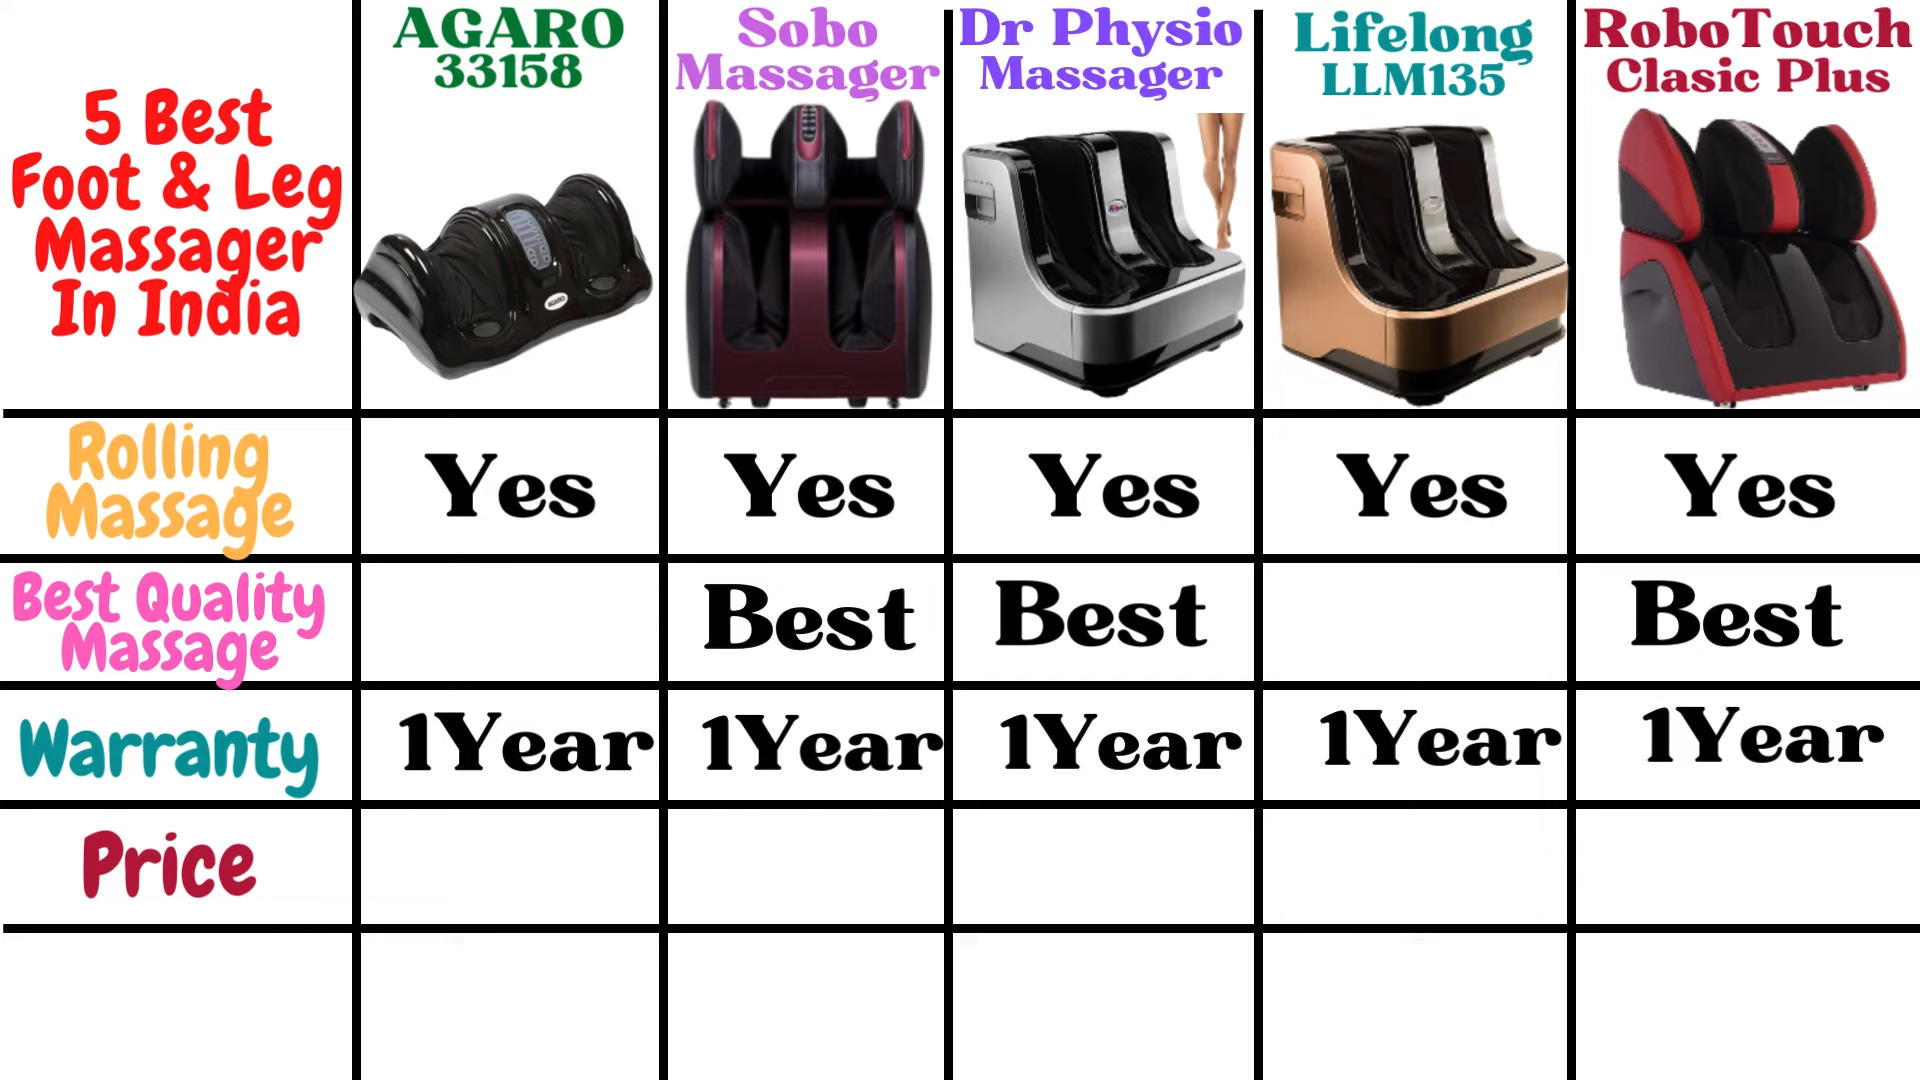 5 Best
Foot & Leg
Massager
In India
AGARO
33158
Sobo
Massager
Dr Physio
Massager
Lifelong
LLM135
RoboTouch
Clasic Plus
AGARO
Rolling
Massage
Yes
Yes
Yes
Yes
Yes
Best Quality
Massage
Best
Best
Best
Warranty
1Year
1Year
1Year
1Year
1Year
Price